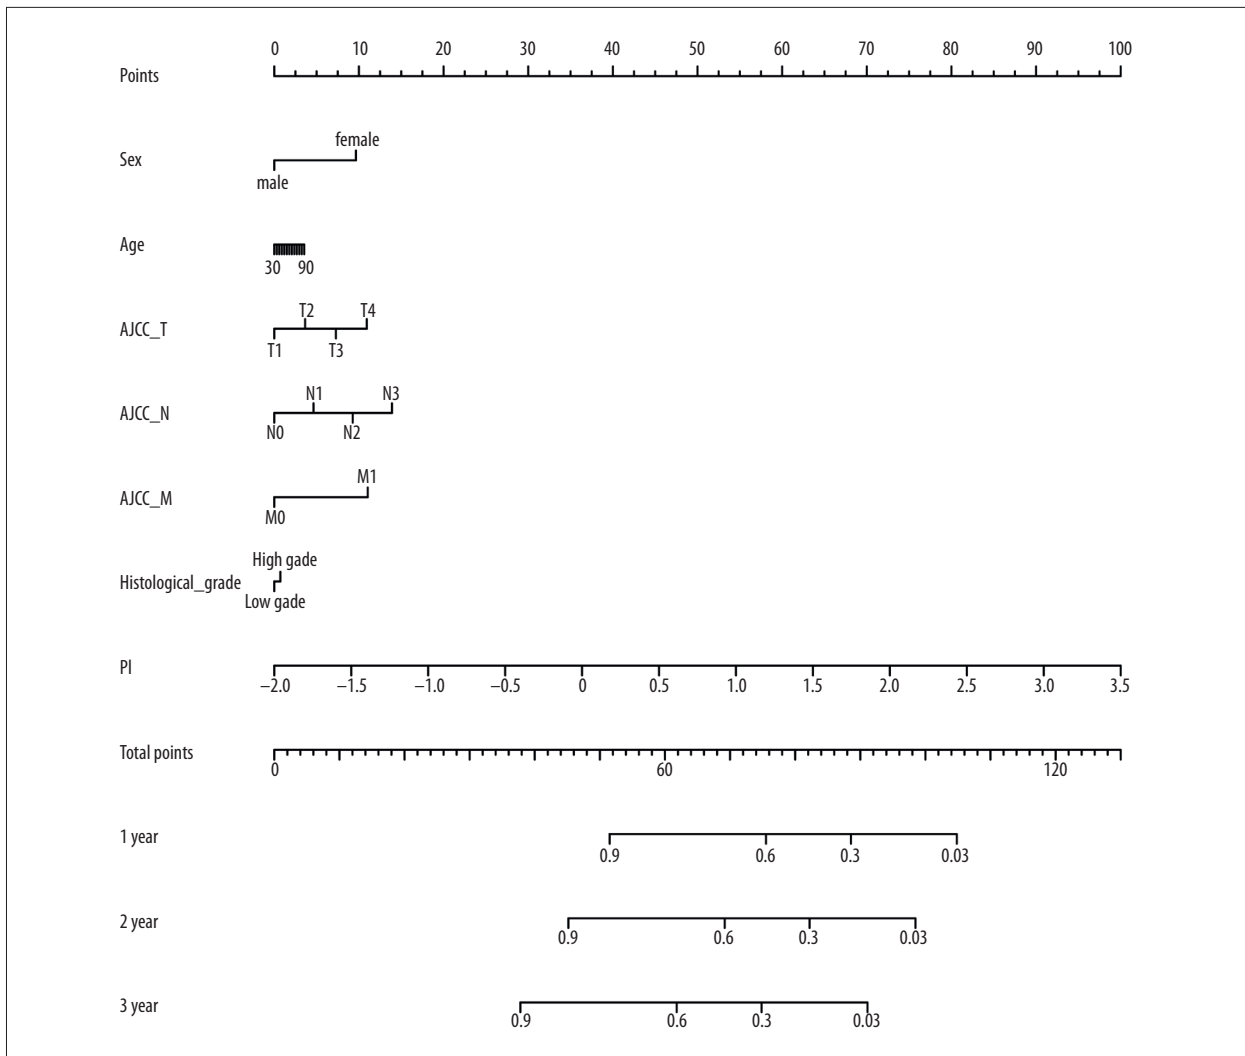 0 10 20 30 40 50 60 70 80 90 100
Points
female
Sex
male
Age
30 90
T2 T4
AJCC_T
T1 T3
N1 N3
AJCC_N
N0 N2
M1
AJCC_M
M0
High gade
Histological_grade
Low gade
PI
−2.0 −1.5 −1.0 −0.5 0 0.5 1.0 1.5 2.0 2.5 3.0 3.5
Total points
0 60 120
1 year
0.9 0.6 0.3 0.03
2 year
0.9 0.6 0.3 0.03
3 year
0.9 0.6 0.3 0.03